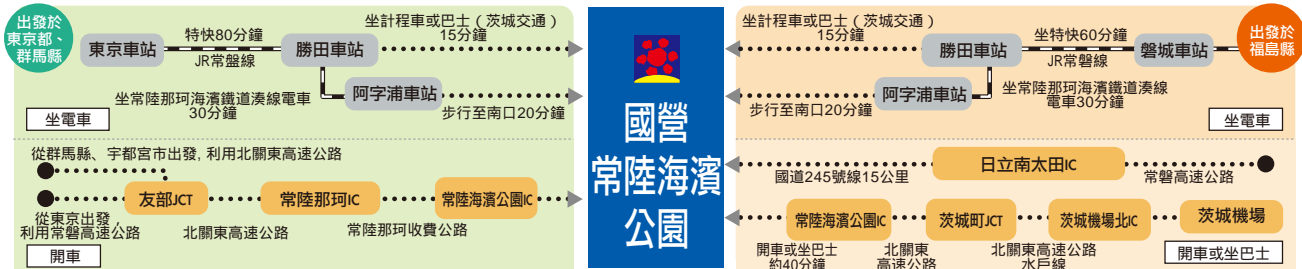 出發於
東京都、
群馬縣
東京車站
特快80分鐘
JR常盤線
勝田車站
坐計程車或巴士（茨城交通）
15分鐘
坐常陸那珂海濱鐵道湊線電車
30分鐘
阿字浦車站
步行至南口20分鐘
坐電車
從群馬縣、宇都宮市出發, 利用北關東高速公路
從東京出發
利用常磐高速公路
友部JCT
北關東高速公路
常陸那珂IC
常陸那珂收費公路
常陸海濱公園IC
開車
國營
常陸海濱
公園
出發於
福島縣
坐計程車或巴士（茨城交通）
15分鐘
勝田車站
坐特快60分鐘
JR常磐線
磐城車站
阿字浦車站
坐常陸那珂海濱鐵道湊線
電車30分鐘
步行至南口20分鐘
坐電車
國道245號線15公里
日立南太田IC
常磐高速公路
常陸海濱公園IC
茨城町JCT
茨城機場北IC
茨城機場
開車或坐巴士
約40分鐘
北關東
高速公路
北關東高速公路
水戶線
開車或坐巴士